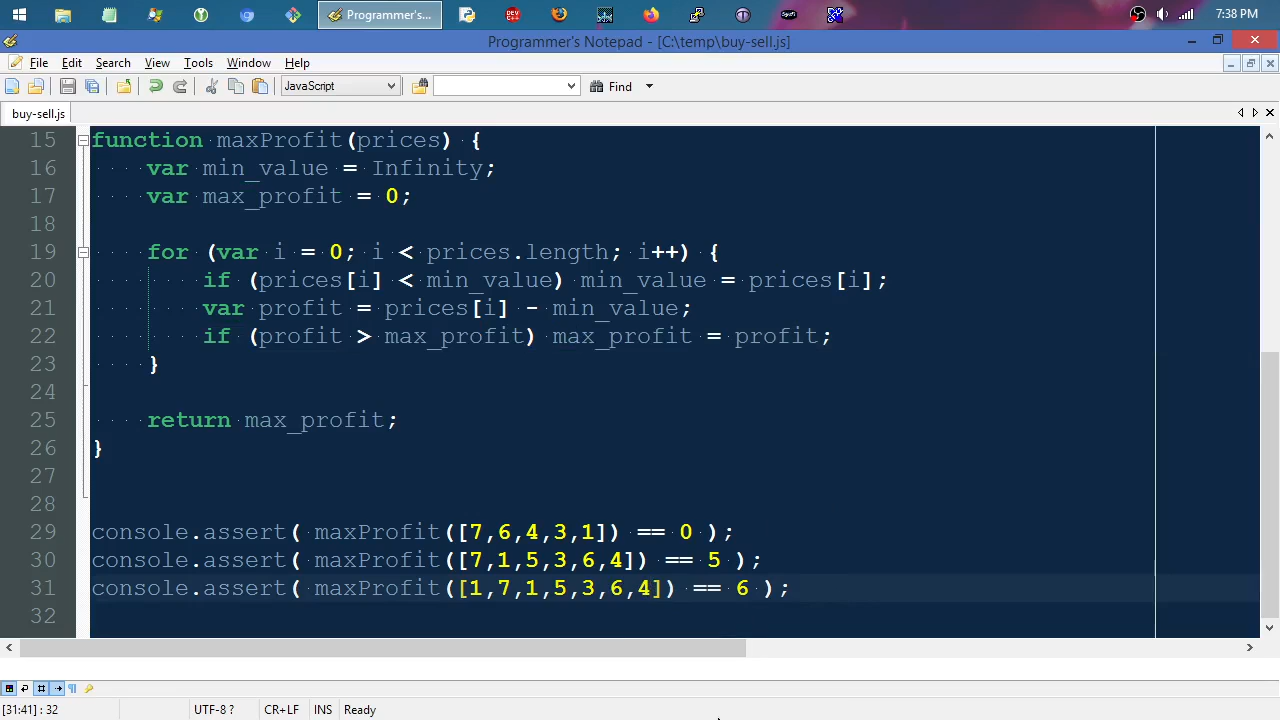 Programmer's...
7:38 PM
Programmer's Notepad - [C:\temp\buy-sell.js]
File Edit Search View Tools Window Help
JavaScript Find
buy-sell.js
15 function maxProfit(prices) {
16 var min_value = Infinity;
17 var max_profit = 0;
18
19 for (var i = 0; i < prices.length; i++) {
20 if (prices[i] < min_value) min_value = prices[i];
21 var profit = prices[i] - min_value;
22 if (profit > max_profit) max_profit = profit;
23 }
24
25 return max_profit;
26 }
27
28
29 console.assert( maxProfit([7,6,4,3,1]) == 0 );
30 console.assert( maxProfit([7,1,5,3,6,4]) == 5 );
31 console.assert( maxProfit([1,7,1,5,3,6,4]) == 6 );
32
[31:41] : 32 UTF-8 ? CR+LF INS Ready